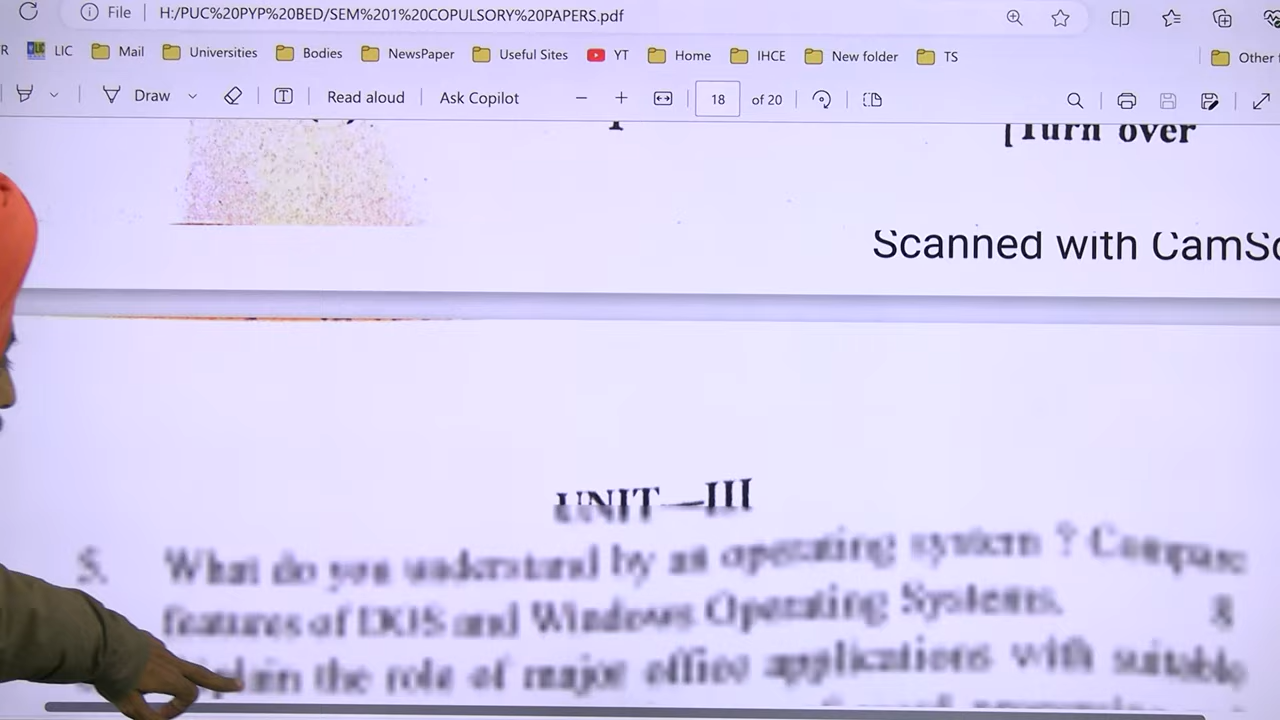 File H:/PUC%20PYP%20BED/SEM%201%20COPULSORY%20PAPERS.pdf
R LIC Mail Universities Bodies NewsPaper Useful Sites YT Home IHCE New folder TS Other
Draw Read aloud Ask Copilot 18 of 20
[Turn over
Scanned with CamSc
UNIT—III
5. What do you understand by an operating system ? Compare
features of DOS and Windows Operating Systems. 8
the role of major office applications with suitable